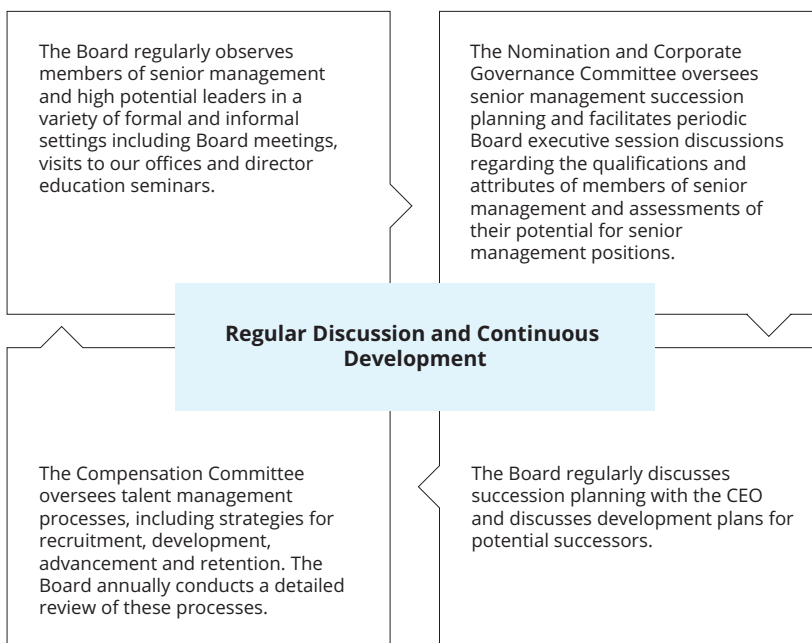 The Board regularly observes
members of senior management
and high potential leaders in a
variety of formal and informal
settings including Board meetings,
visits to our offices and director
education seminars.
The Nomination and Corporate
Governance Committee oversees
senior management succession
planning and facilitates periodic
Board executive session discussions
regarding the qualifications and
attributes of members of senior
management and assessments of
their potential for senior
management positions.
Regular Discussion and Continuous
Development
The Compensation Committee
oversees talent management
processes, including strategies for
recruitment, development,
advancement and retention. The
Board annually conducts a detailed
review of these processes.
The Board regularly discusses
succession planning with the CEO
and discusses development plans for
potential successors.